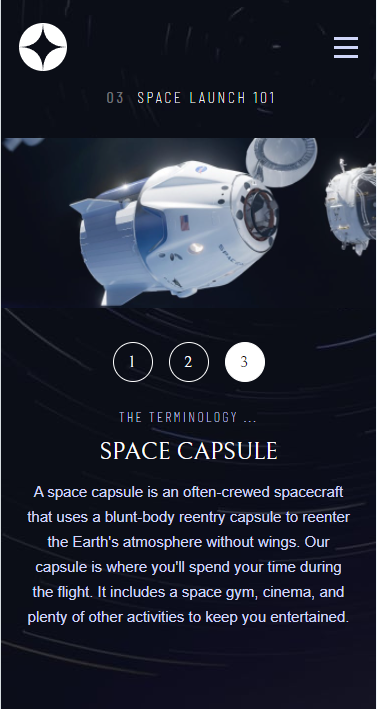 03 SPACE LAUNCH 101
1 2 3
THE TERMINOLOGY ...
SPACE CAPSULE
A space capsule is an often-crewed spacecraft
that uses a blunt-body reentry capsule to reenter
the Earth's atmosphere without wings. Our
capsule is where you'll spend your time during
the flight. It includes a space gym, cinema, and
plenty of other activities to keep you entertained.